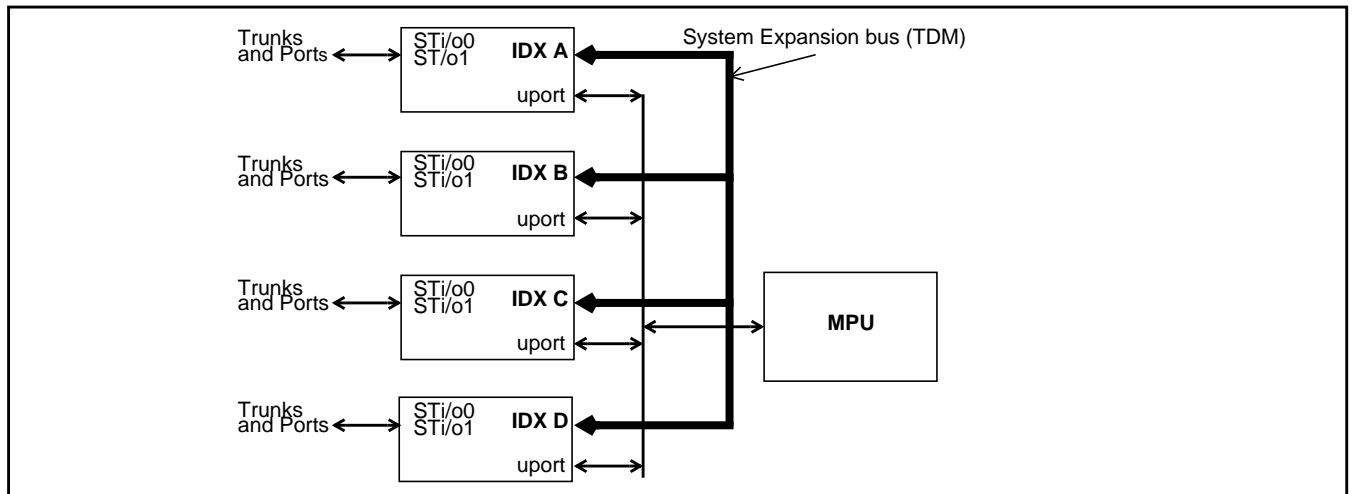 Trunks
and Ports
STi/o0
ST/o1
IDX A
uport
System Expansion bus (TDM)
Trunks
and Ports
STi/o0
STi/o1
IDX B
uport
Trunks
and Ports
STi/o0
STi/o1
IDX C
uport
MPU
Trunks
and Ports
STi/o0
STi/o1
IDX D
uport